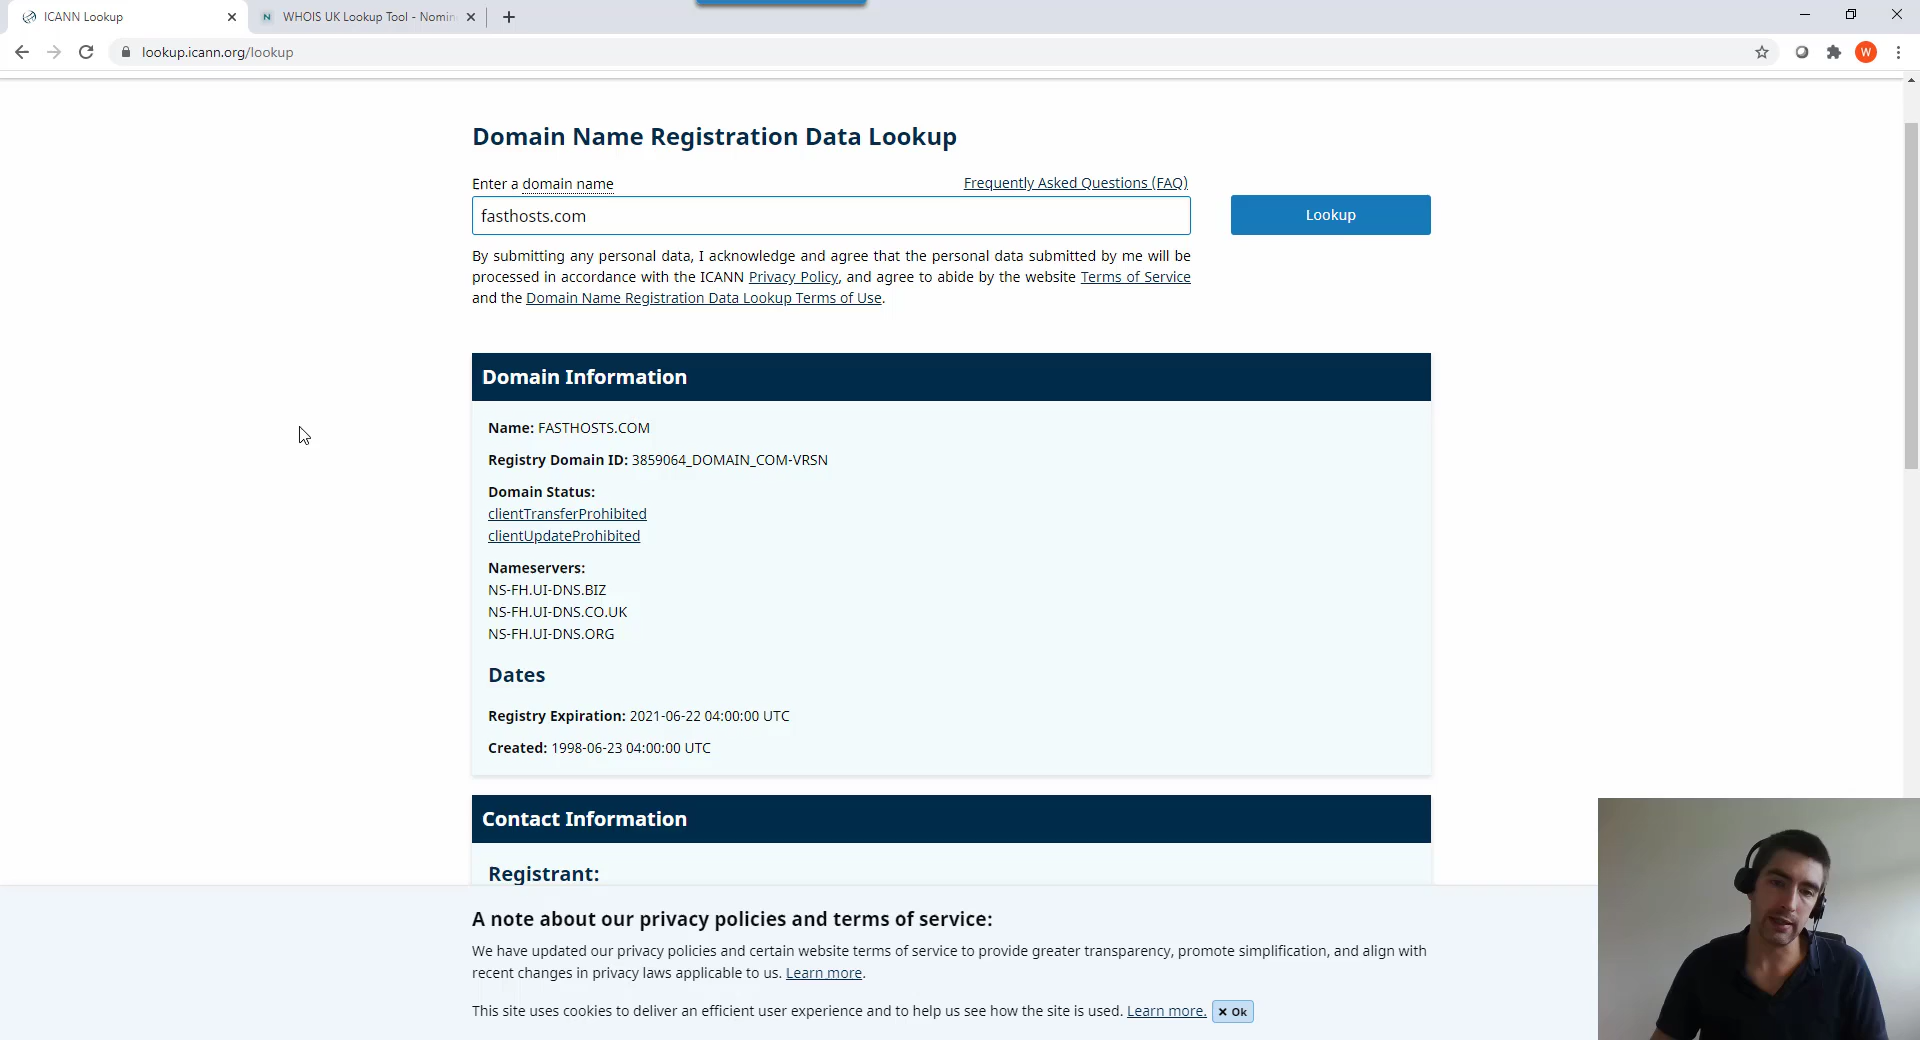 ICANN Lookup
WHOIS UK Lookup Tool - Nomin
lookup.icann.org/lookup
W
Domain Name Registration Data Lookup
Enter a domain name
Frequently Asked Questions (FAQ)
fasthosts.com
Lookup
By submitting any personal data, I acknowledge and agree that the personal data submitted by me will be
processed in accordance with the ICANN Privacy Policy, and agree to abide by the website Terms of Service
and the Domain Name Registration Data Lookup Terms of Use.
Domain Information
Name: FASTHOSTS.COM
Registry Domain ID: 3859064_DOMAIN_COM-VRSN
Domain Status:
clientTransferProhibited
clientUpdateProhibited
Nameservers:
NS-FH.UI-DNS.BIZ
NS-FH.UI-DNS.CO.UK
NS-FH.UI-DNS.ORG
Dates
Registry Expiration: 2021-06-22 04:00:00 UTC
Created: 1998-06-23 04:00:00 UTC
Contact Information
Registrant:
A note about our privacy policies and terms of service:
We have updated our privacy policies and certain website terms of service to provide greater transparency, promote simplification, and align with
recent changes in privacy laws applicable to us. Learn more.
This site uses cookies to deliver an efficient user experience and to help us see how the site is used. Learn more. × Ok